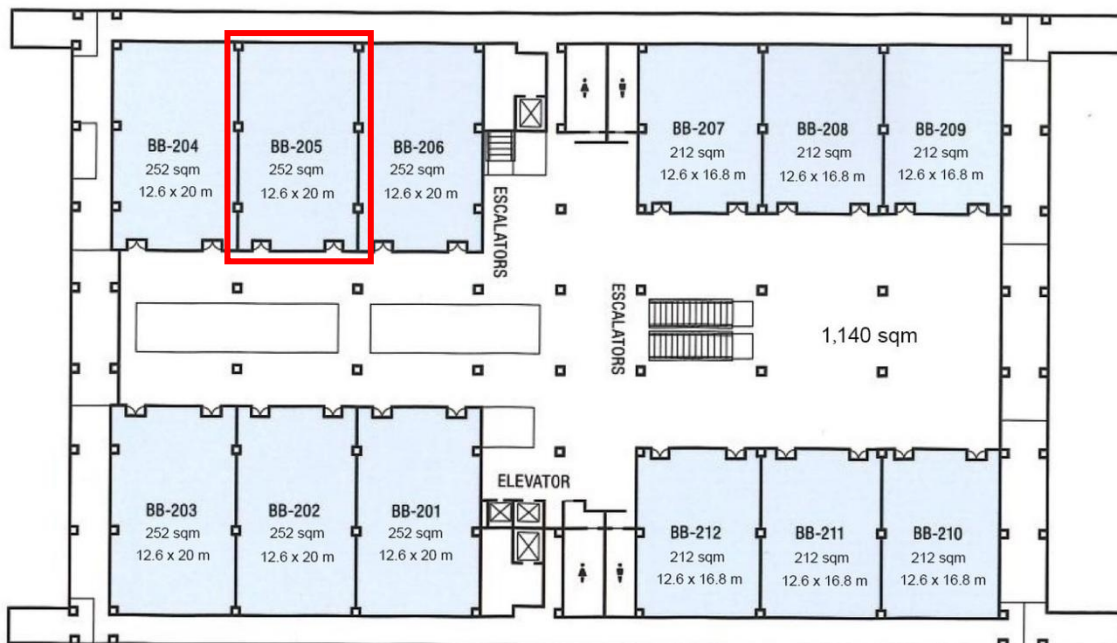 BB-204
252 sqm
12.6 x 20 m
BB-205
252 sqm
12.6 x 20 m
BB-206
252 sqm
12.6 x 20 m
BB-207
212 sqm
12.6 x 16.8 m
BB-208
212 sqm
12.6 x 16.8 m
BB-209
212 sqm
12.6 x 16.8 m
ESCALATORS
ESCALATORS
1,140 sqm
BB-203
252 sqm
12.6 x 20 m
BB-202
252 sqm
12.6 x 20 m
BB-201
252 sqm
12.6 x 20 m
ELEVATOR
BB-212
212 sqm
12.6 x 16.8 m
BB-211
212 sqm
12.6 x 16.8 m
BB-210
212 sqm
12.6 x 16.8 m